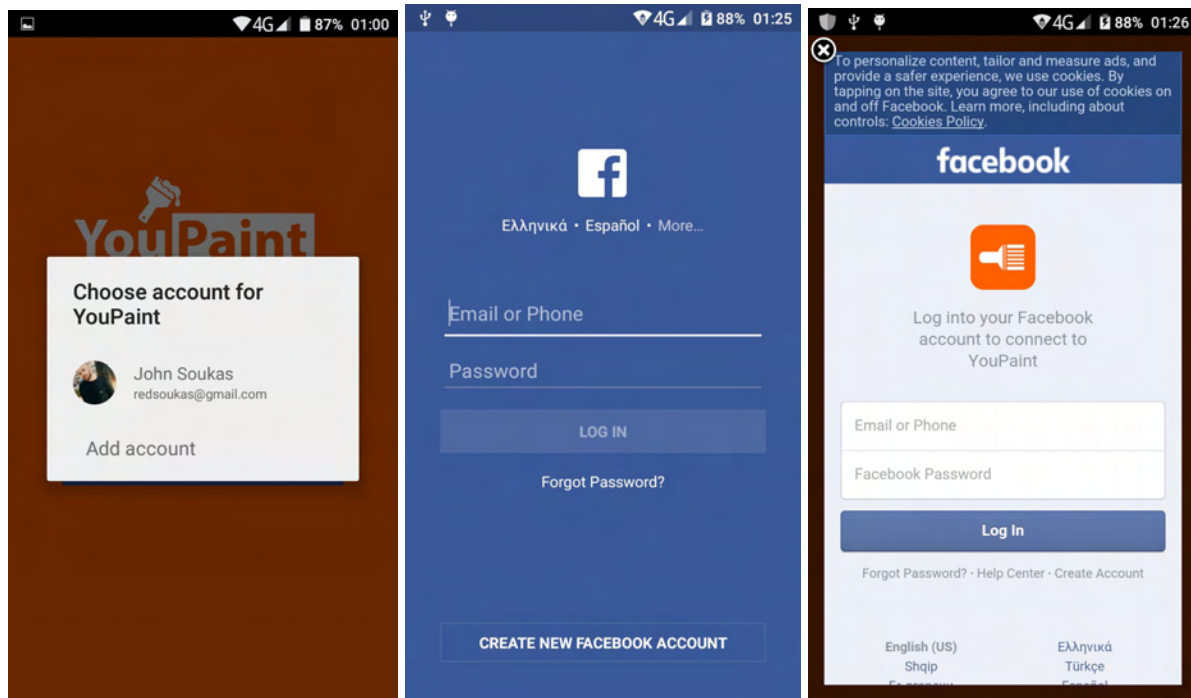 4G 87% 01:00
YouPaint
Choose account for
YouPaint
John Soukas
redsoukas@gmail.com
Add account
4G 88% 01:25
f
Ελληνικά • Español • More...
Email or Phone
Password
LOG IN
Forgot Password?
CREATE NEW FACEBOOK ACCOUNT
4G 88% 01:26
To personalize content, tailor and measure ads, and
provide a safer experience, we use cookies. By
tapping on the site, you agree to our use of cookies on
and off Facebook. Learn more, including about
controls: Cookies Policy.
facebook
Log into your Facebook
account to connect to
YouPaint
Email or Phone
Facebook Password
Log In
Forgot Password? · Help Center · Create Account
English (US) Ελληνικά
Shqip Türkçe
Español